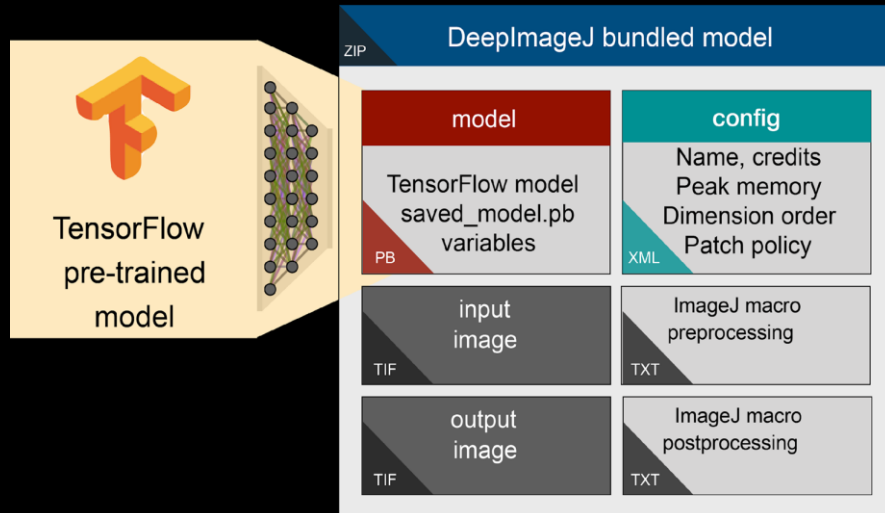 DeepImageJ bundled model
ZIP
TensorFlow
pre-trained
model
model
TensorFlow model
saved_model.pb
variables
PB
config
Name, credits
Peak memory
Dimension order
Patch policy
XML
input
image
TIF
ImageJ macro
preprocessing
TXT
output
image
TIF
ImageJ macro
postprocessing
TXT